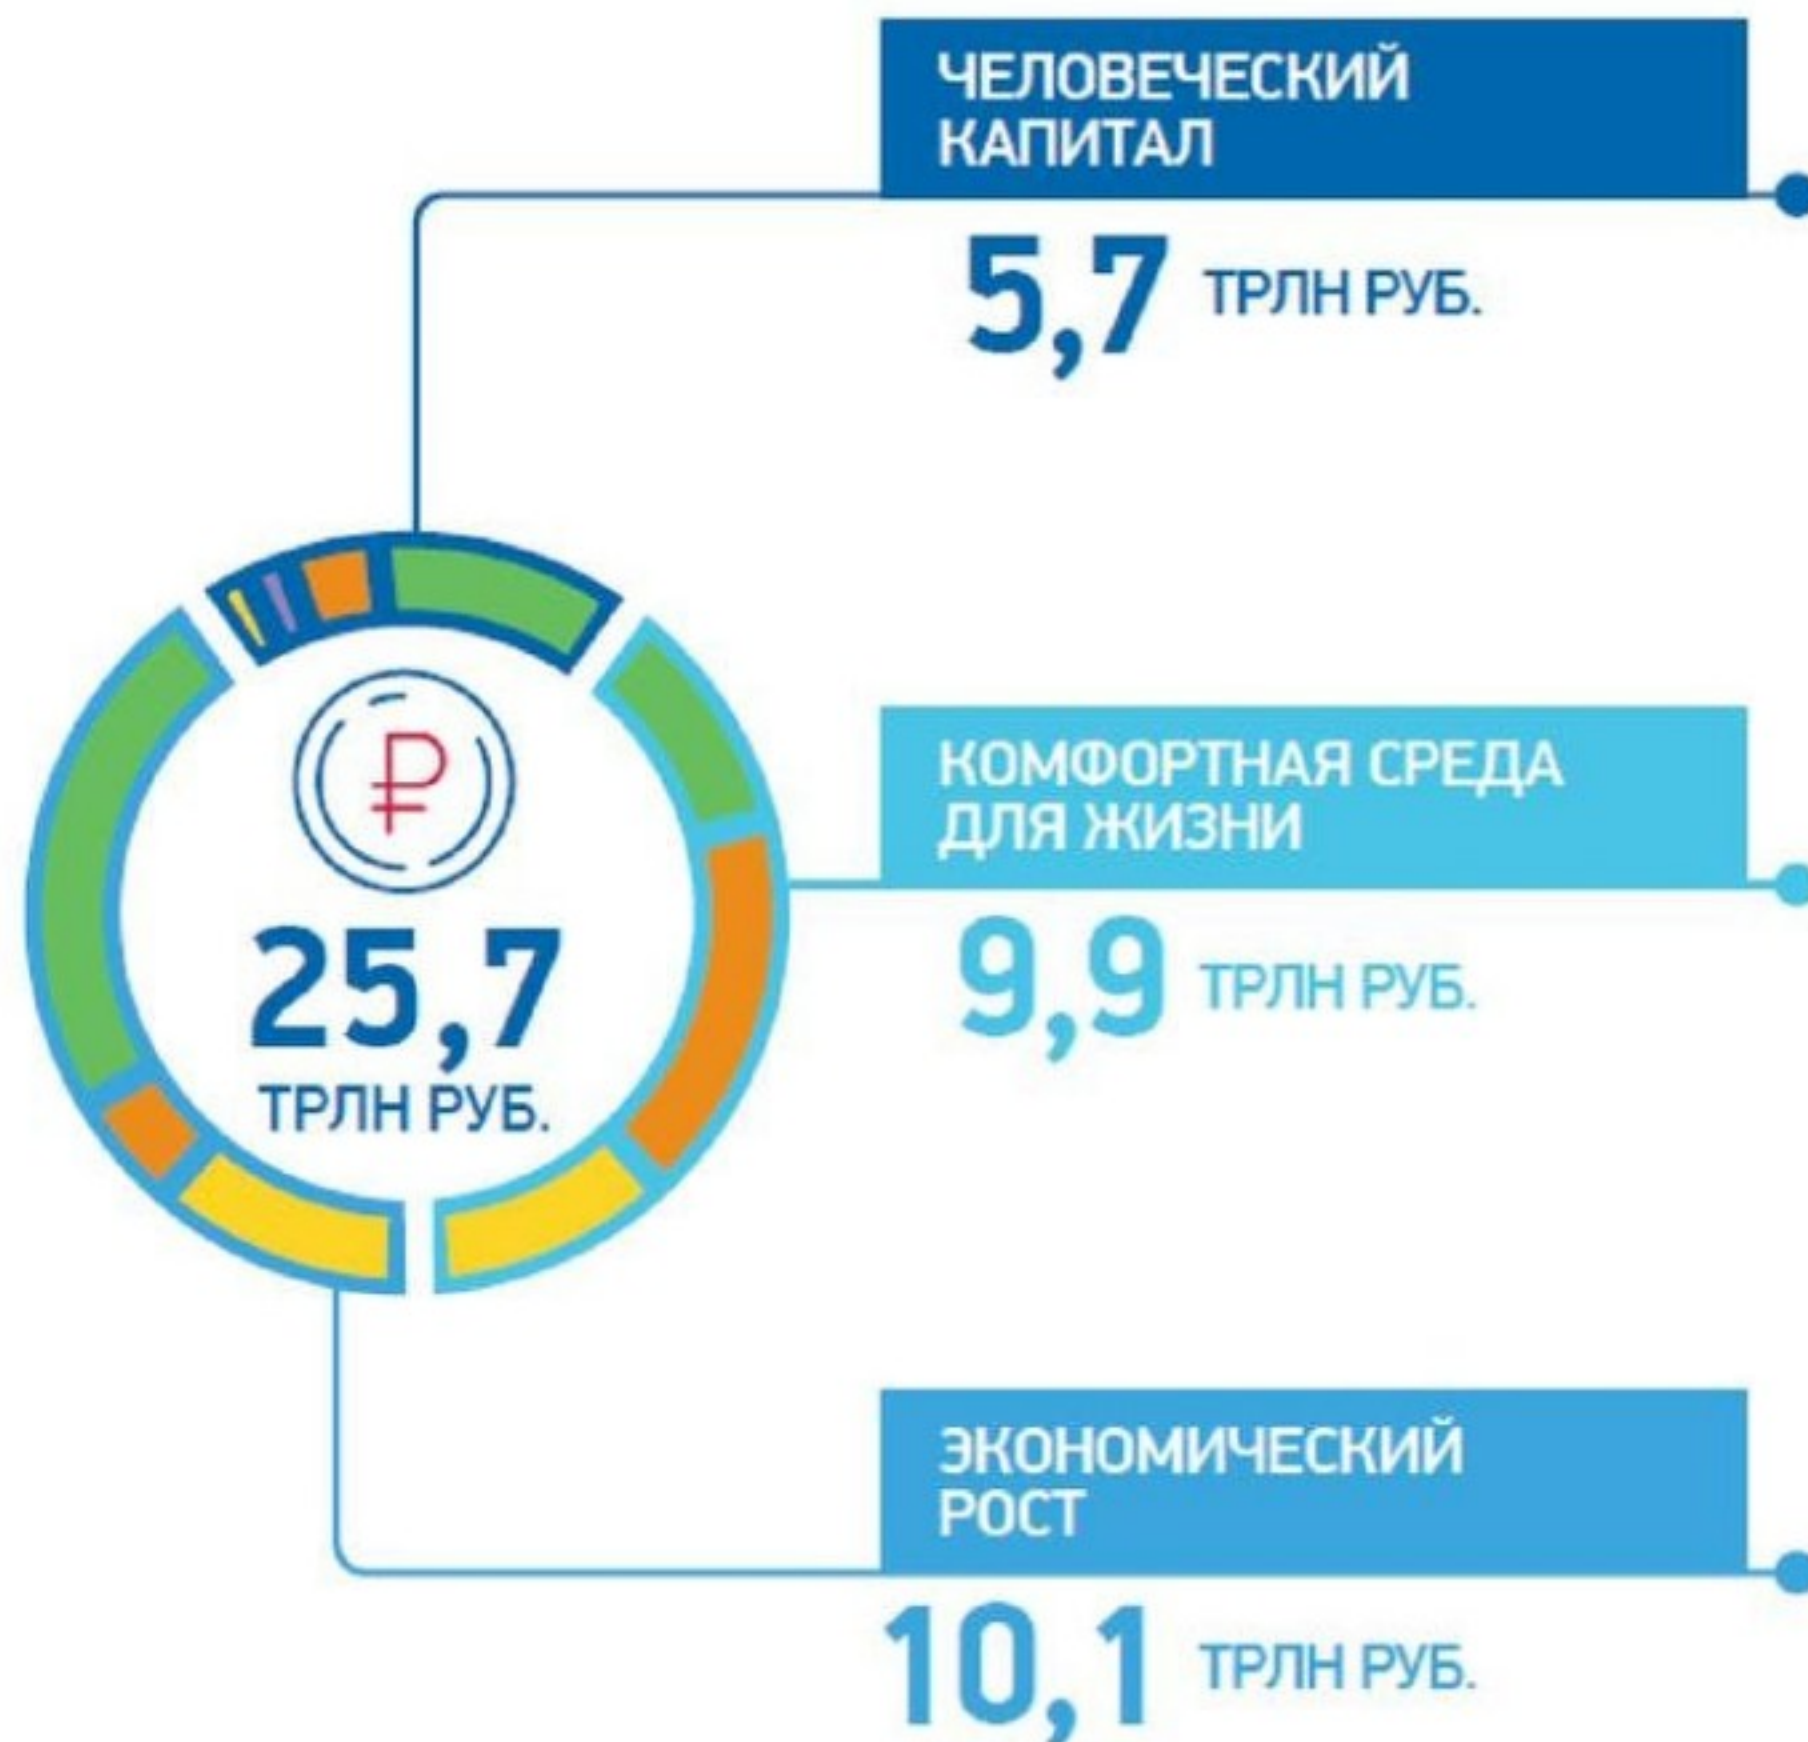 ЧЕЛОВЕЧЕСКИЙ
КАПИТАЛ
5,7 ТРЛН РУБ.
₽
25,7
ТРЛН РУБ.
КОМФОРТНАЯ СРЕДА
ДЛЯ ЖИЗНИ
9,9 ТРЛН РУБ.
ЭКОНОМИЧЕСКИЙ
РОСТ
10,1 ТРЛН РУБ.